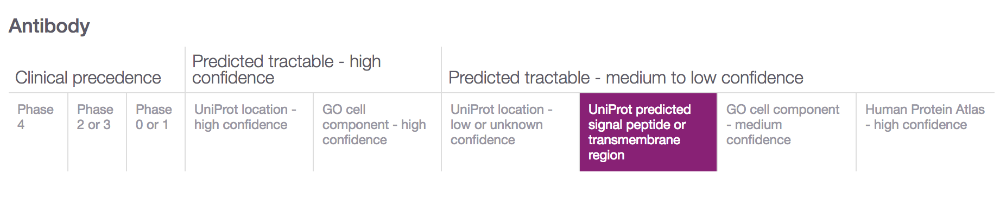 Antibody
Clinical precedence
Predicted tractable - high
confidence
Predicted tractable - medium to low confidence
Phase
4
Phase
2 or 3
Phase
0 or 1
UniProt location -
high confidence
GO cell
component - high
confidence
UniProt location -
low or unknown
confidence
UniProt predicted
signal peptide or
transmembrane
region
GO cell component
- medium
confidence
Human Protein Atlas
- high confidence